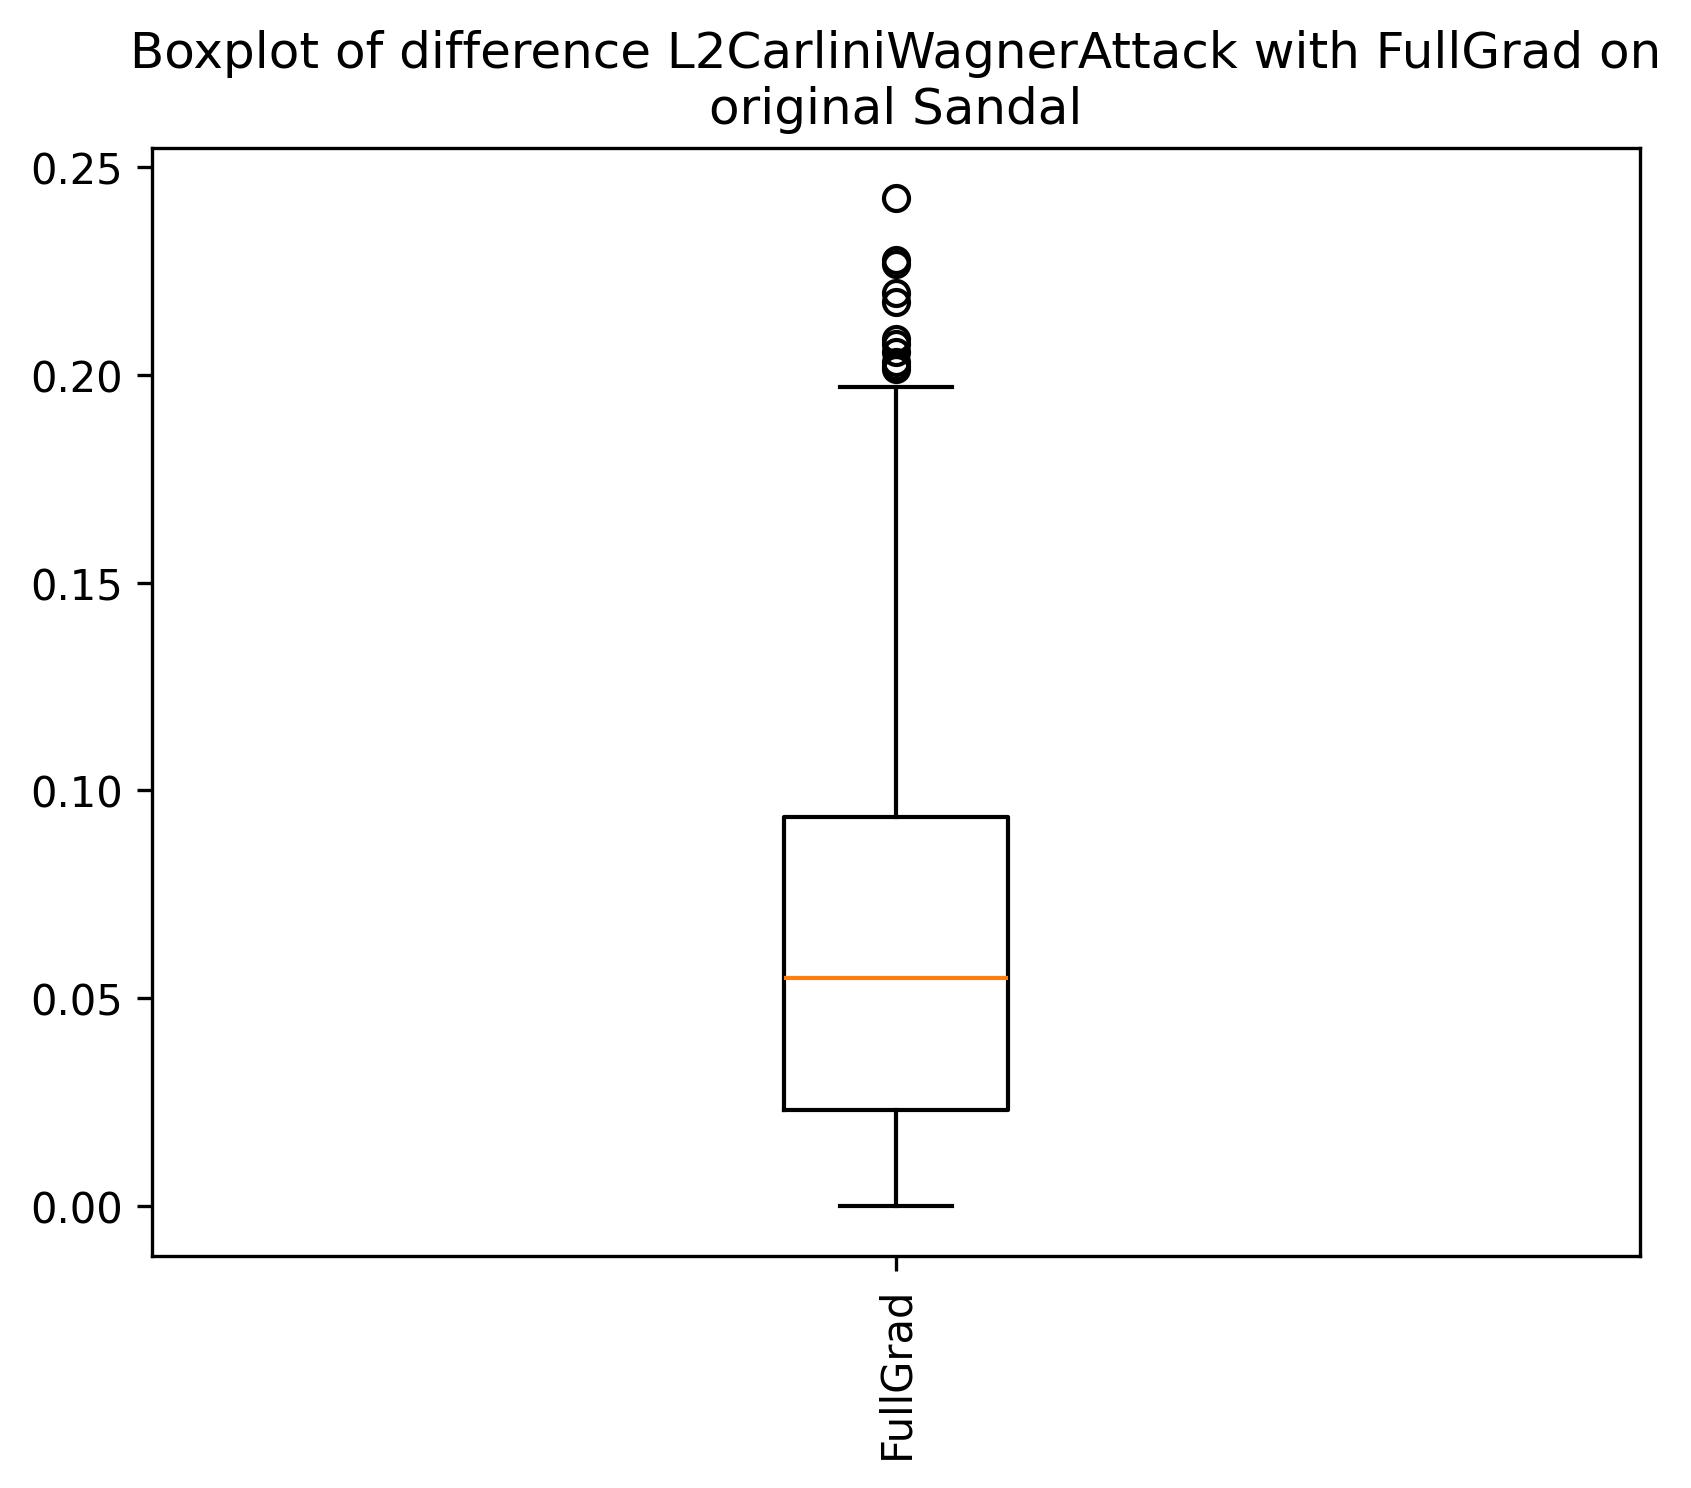 Boxplot of difference L2CarliniWagnerAttack with FullGrad on
original Sandal
0.25
0.20
0.15
0.10
0.05
0.00
FullGrad